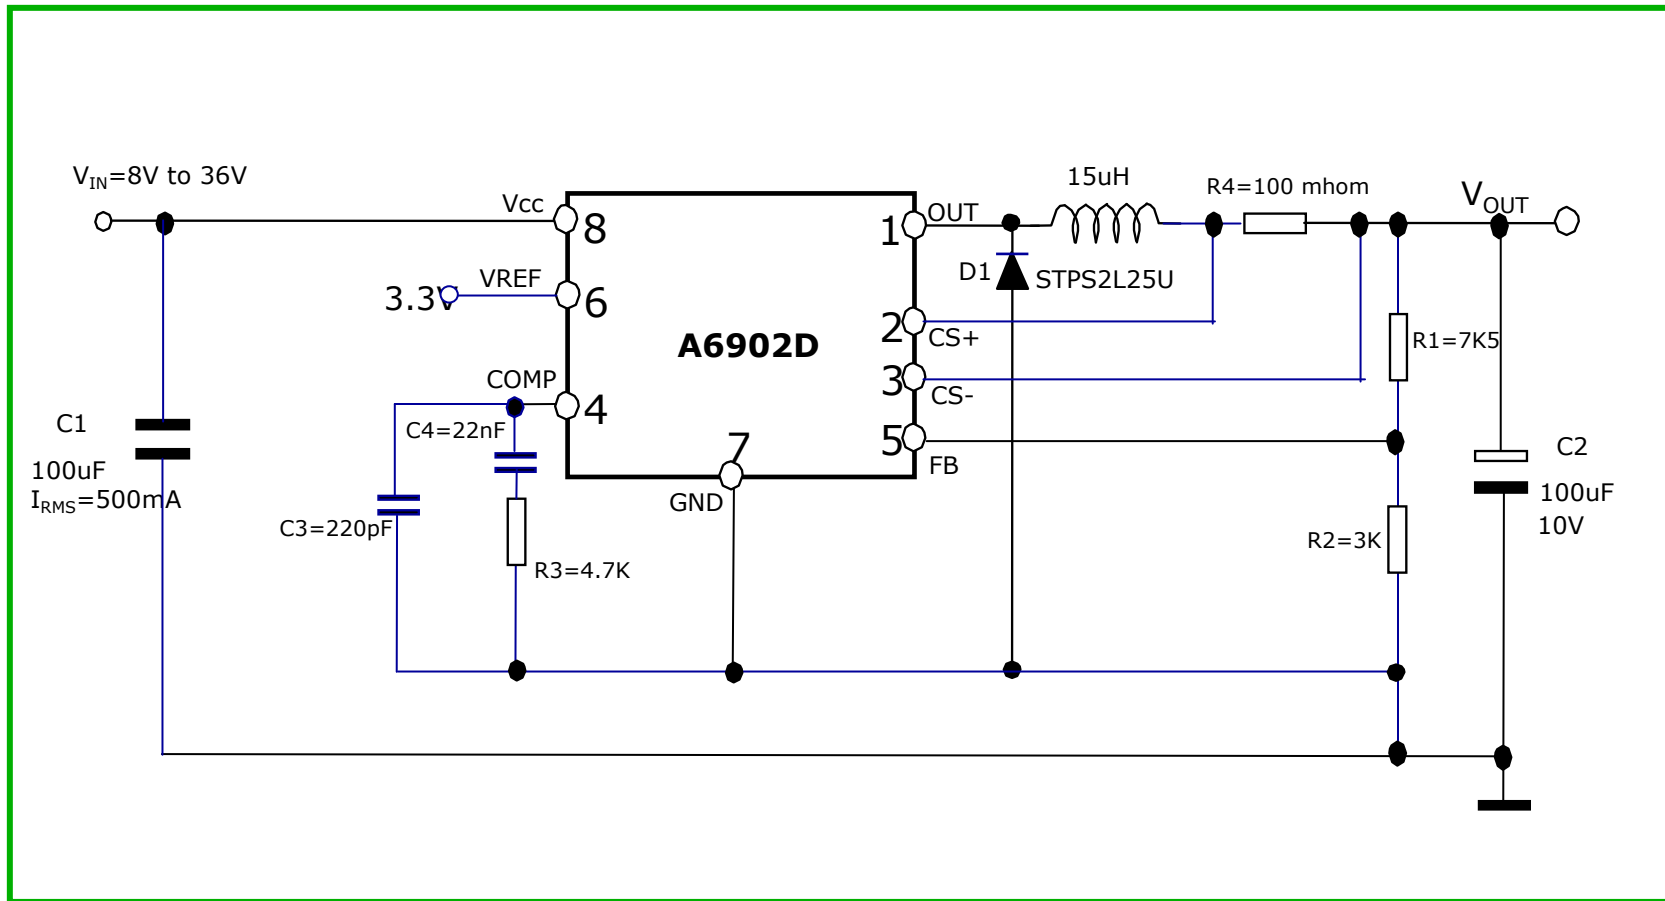 VIN=8V to 36V
15uH
R4=100 mhom
VOUT
Vcc
8
1
OUT
D1
STPS2L25U
3.3V
VREF
6
A6902D
2
CS+
R1=7K5
COMP
3
CS-
4
C1
C4=22nF
7
5
FB
C2
100uF
IRMS=500mA
GND
100uF
10V
C3=220pF
R2=3K
R3=4.7K